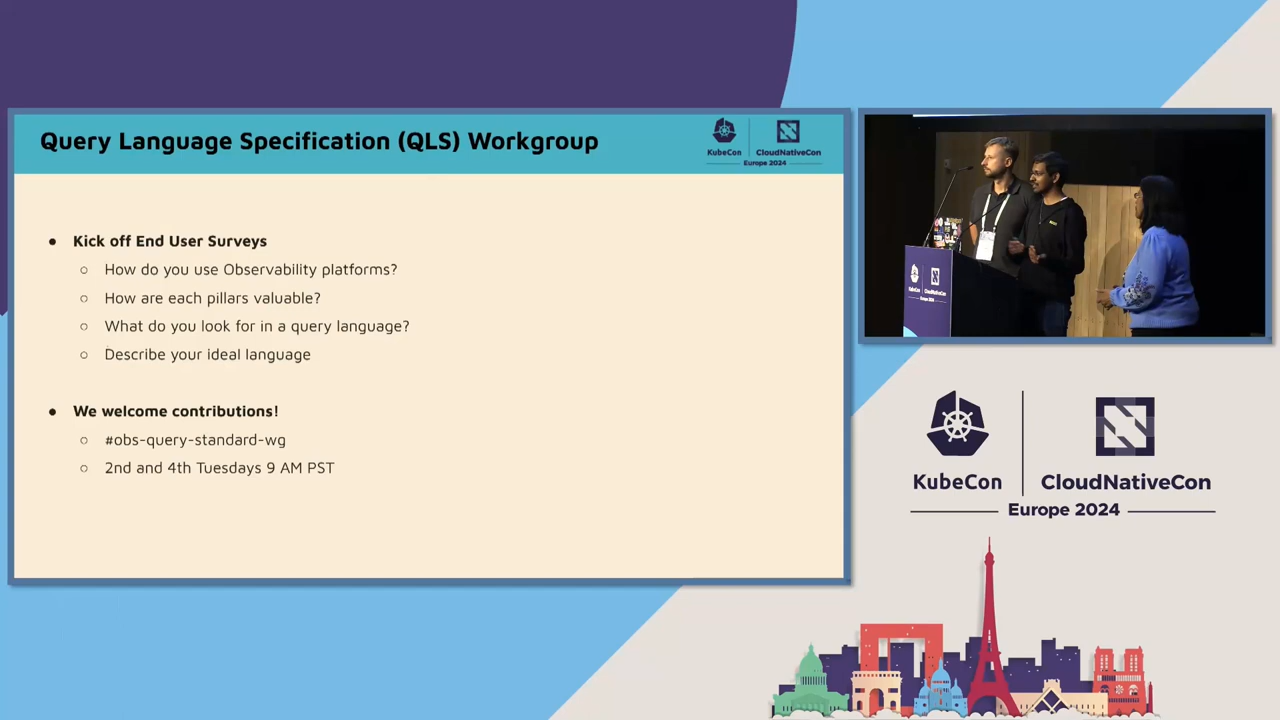 Query Language Specification (QLS) Workgroup
KubeCon
CloudNativeCon
Europe 2024
● Kick off End User Surveys
○ How do you use Observability platforms?
○ How are each pillars valuable?
○ What do you look for in a query language?
○ Describe your ideal language
● We welcome contributions!
○ #obs-query-standard-wg
○ 2nd and 4th Tuesdays 9 AM PST
KubeCon
CloudNativeCon
Europe 2024